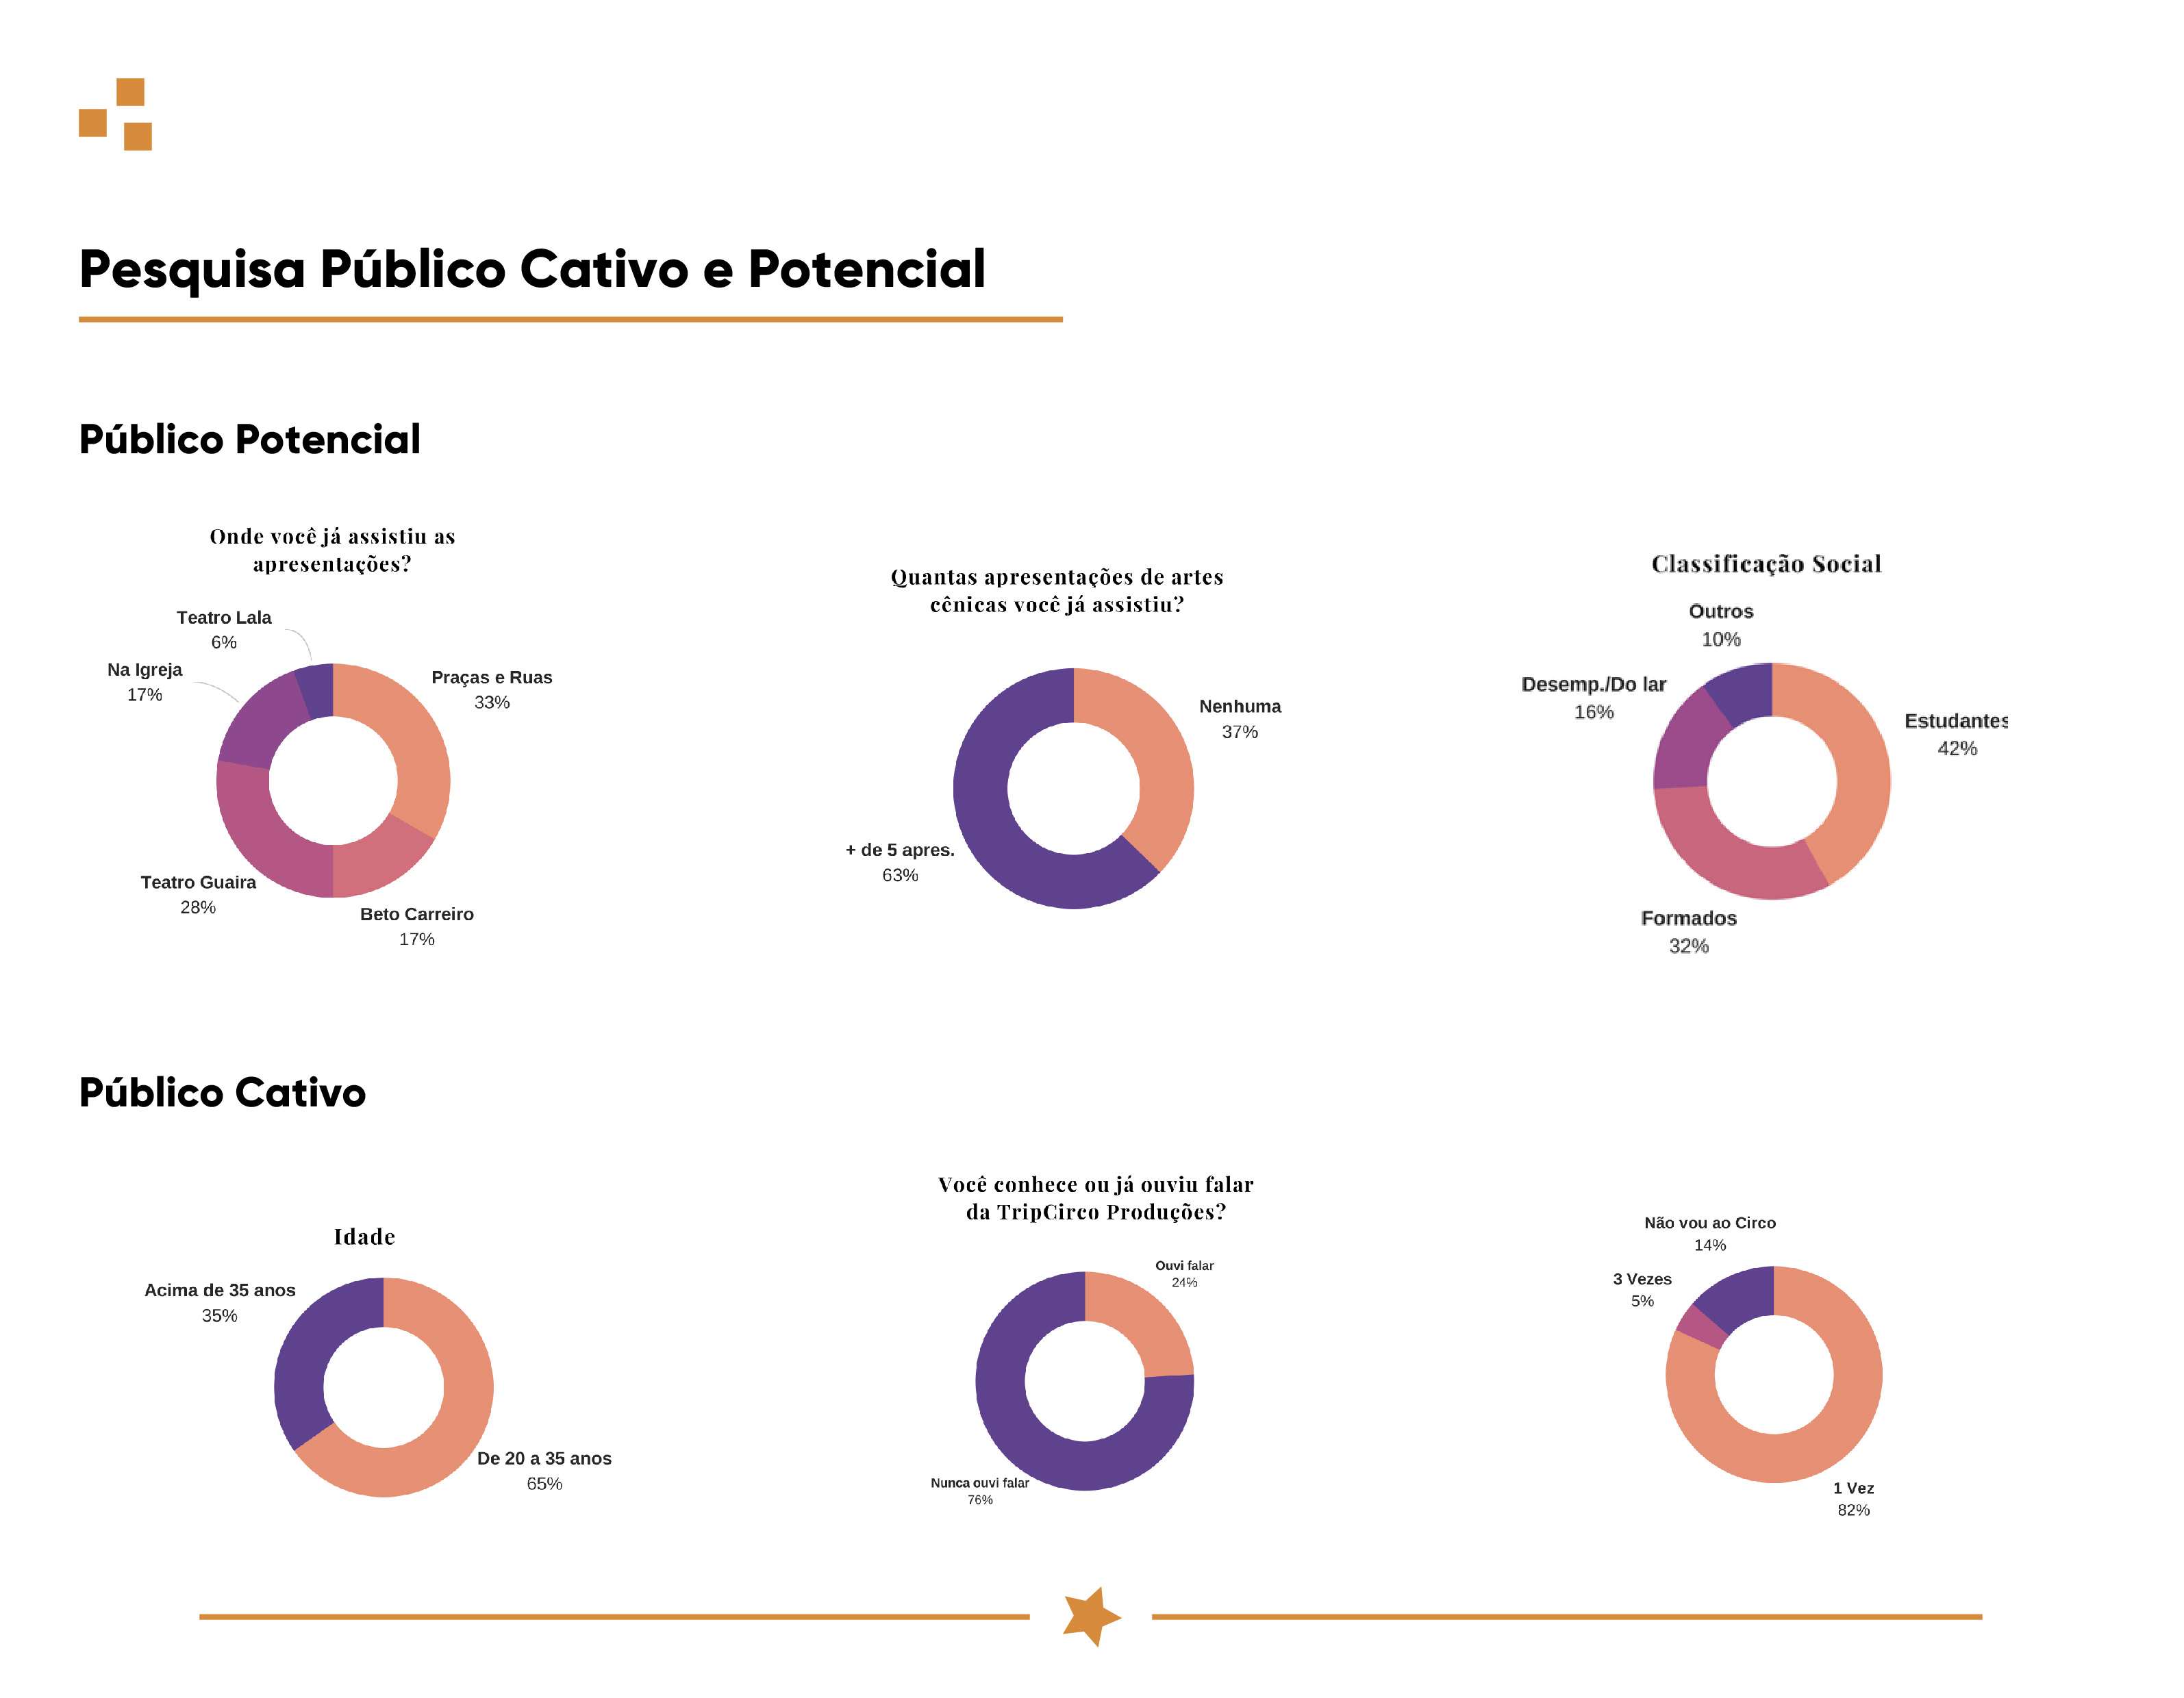 Pesquisa Público Cativo e Potencial
Público Potencial
Onde você já assistiu as
apresentações?
Teatro Lala
6%
Na Igreja
17%
Praças e Ruas
33%
Teatro Guaira
28%
Beto Carreiro
17%
Quantas apresentações de artes
cênicas você já assistiu?
Nenhuma
37%
+ de 5 apres.
63%
Classificação Social
Outros
10%
Desemp./Do lar
16%
Estudantes
42%
Formados
32%
Público Cativo
Idade
Acima de 35 anos
35%
De 20 a 35 anos
65%
Você conhece ou já ouviu falar
da TripCirco Produções?
Ouvi falar
24%
Nunca ouvi falar
76%
Não vou ao Circo
14%
3 Vezes
5%
1 Vez
82%